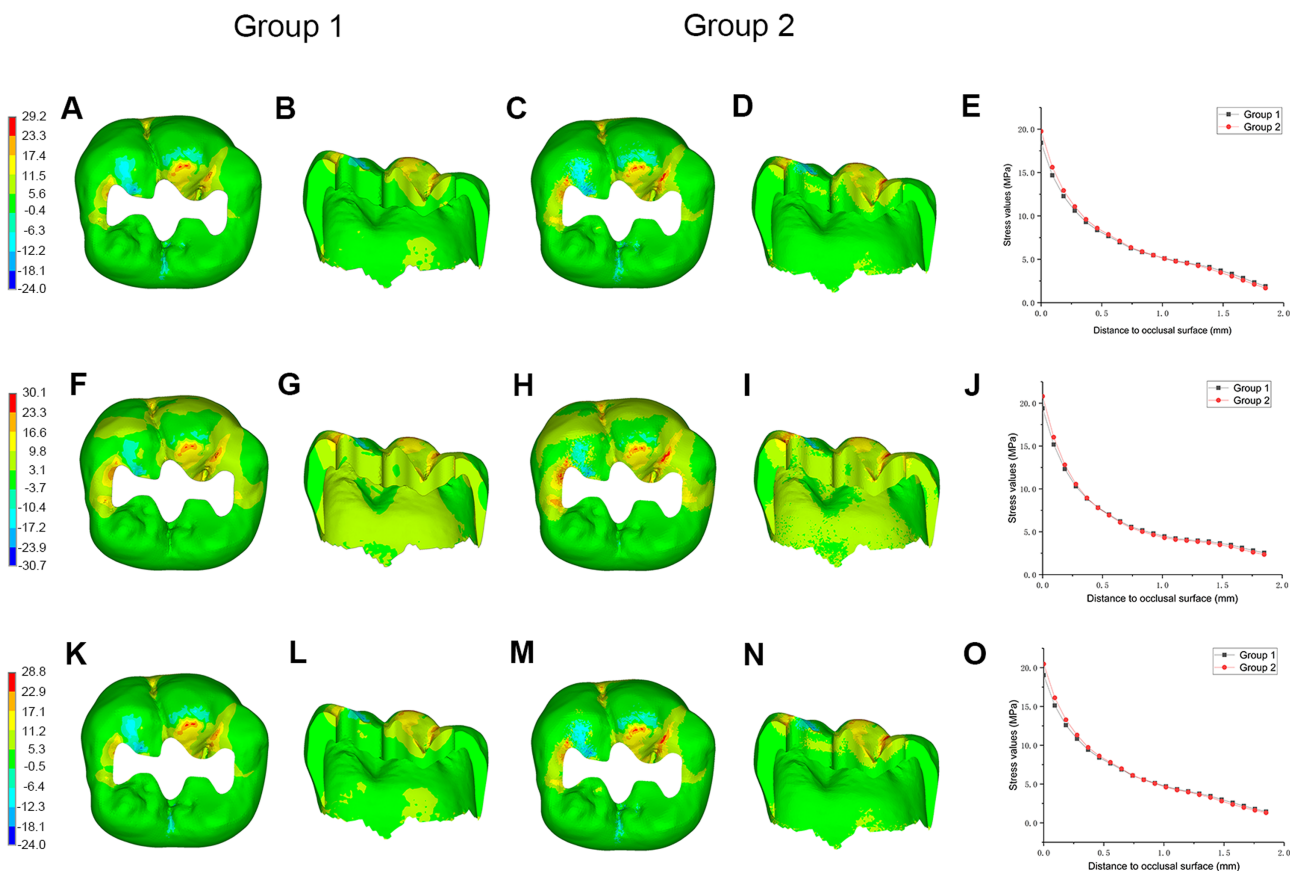 Group 1
Group 2
A
B
C
D
E
29.2
23.3
17.4
11.5
5.6
-0.4
-6.3
-12.2
-18.1
-24.0
Group 1
Group 2
Stress values (MPa)
20.0
15.0
10.0
5.0
0.0
0.0
0.5
1.0
1.5
2.0
Distance to occlusal surface (mm)
F
G
H
I
J
30.1
23.3
16.6
9.8
3.1
-3.7
-10.4
-17.2
-23.9
-30.7
Group 1
Group 2
Stress values (MPa)
20.0
15.0
10.0
5.0
0.0
0.0
0.5
1.0
1.5
2.0
Distance to occlusal surface (mm)
K
L
M
N
O
28.8
22.9
17.1
11.2
5.3
-0.5
-6.4
-12.3
-18.1
-24.0
Group 1
Group 2
Stress values (MPa)
20.0
15.0
10.0
5.0
0.0
0.0
0.5
1.0
1.5
2.0
Distance to occlusal surface (mm)